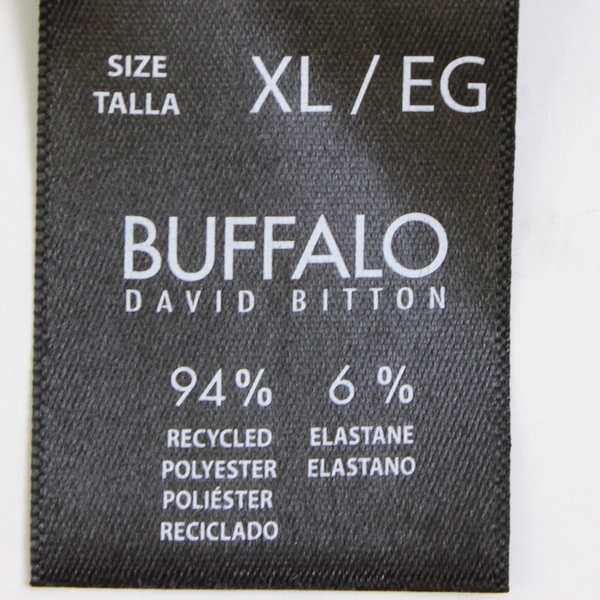 SIZE
TALLA
XL / EG
BUFFALO
DAVID BITTON
94% 6 %
RECYCLED ELASTANE
POLYESTER ELASTANO
POLIÉSTER
RECICLADO